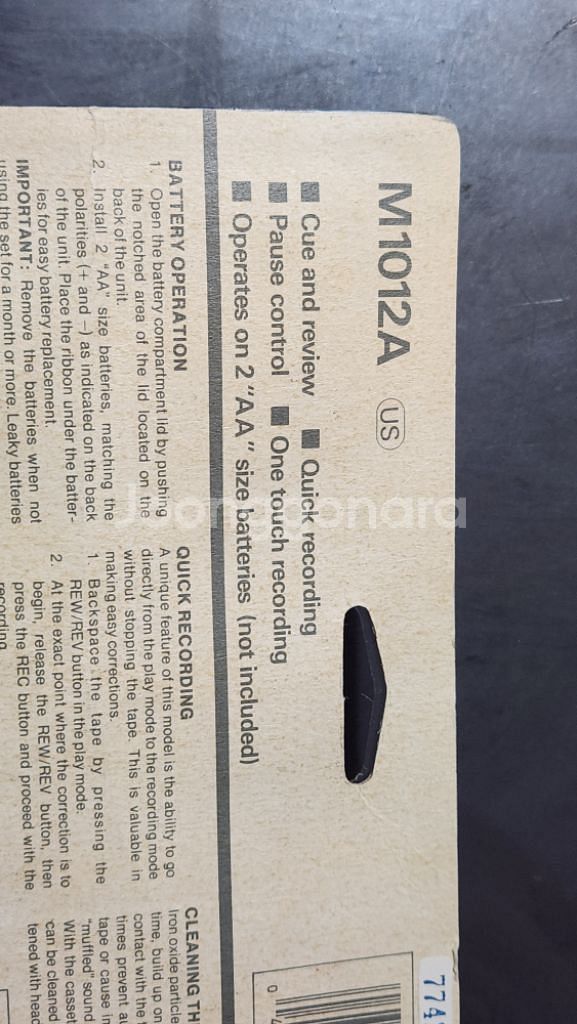 M1012A US
Cue and review Quick recording
Pause control One touch recording
Operates on 2 "AA" size batteries (not included)
BATTERY OPERATION
1 Open the battery compartment lid by pushing
the notched area of the lid located on the
back of the unit.
2. Install 2 "AA" size batteries, matching the
polarities (+ and –) as indicated on the back
of the unit. Place the ribbon under the batter-
ies for easy battery replacement.
IMPORTANT: Remove the batteries when not
using the set for a month or more. Leaky batteries
QUICK RECORDING
A unique feature of this model is the ability to go
directly from the play mode to the recording mode
without stopping the tape. This is valuable in
making easy corrections.
1. Backspace the tape by pressing the
REW/REV button in the play mode.
2. At the exact point where the correction is to
begin, release the REW/REV button, then
press the REC button and proceed with the
recording.
CLEANING TH
Iron oxide particle
time, build up on
contact with the
times prevent
tape or cause
"muffled" sound
With the casset
can be cleaned
tened with head
774
0
Joonggonara